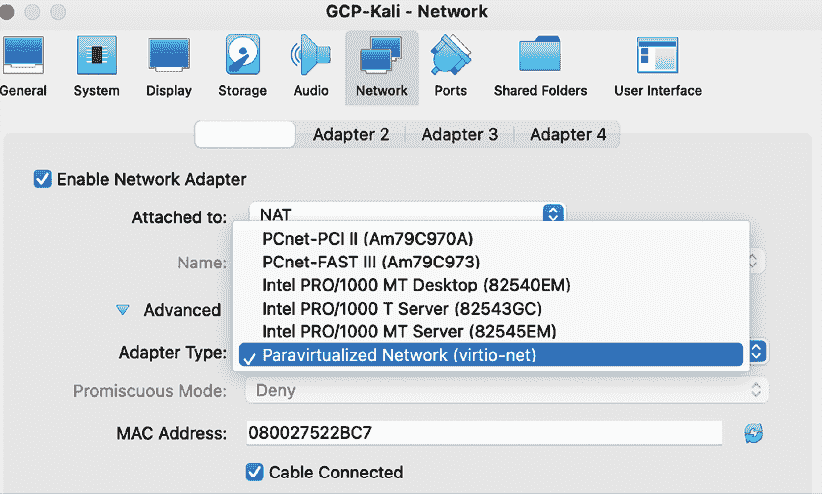 GCP-Kali - Network
General System Display Storage Audio Network Ports Shared Folders User Interface
Adapter 2 Adapter 3 Adapter 4
Enable Network Adapter
Attached to: NAT
PCnet-PCI II (Am79C970A)
Name: PCnet-FAST III (Am79C973)
Intel PRO/1000 MT Desktop (82540EM)
Advanced Intel PRO/1000 T Server (82543GC)
Intel PRO/1000 MT Server (82545EM)
Adapter Type: Paravirtualized Network (virtio-net)
Promiscuous Mode: Deny
MAC Address: 080027522BC7
Cable Connected